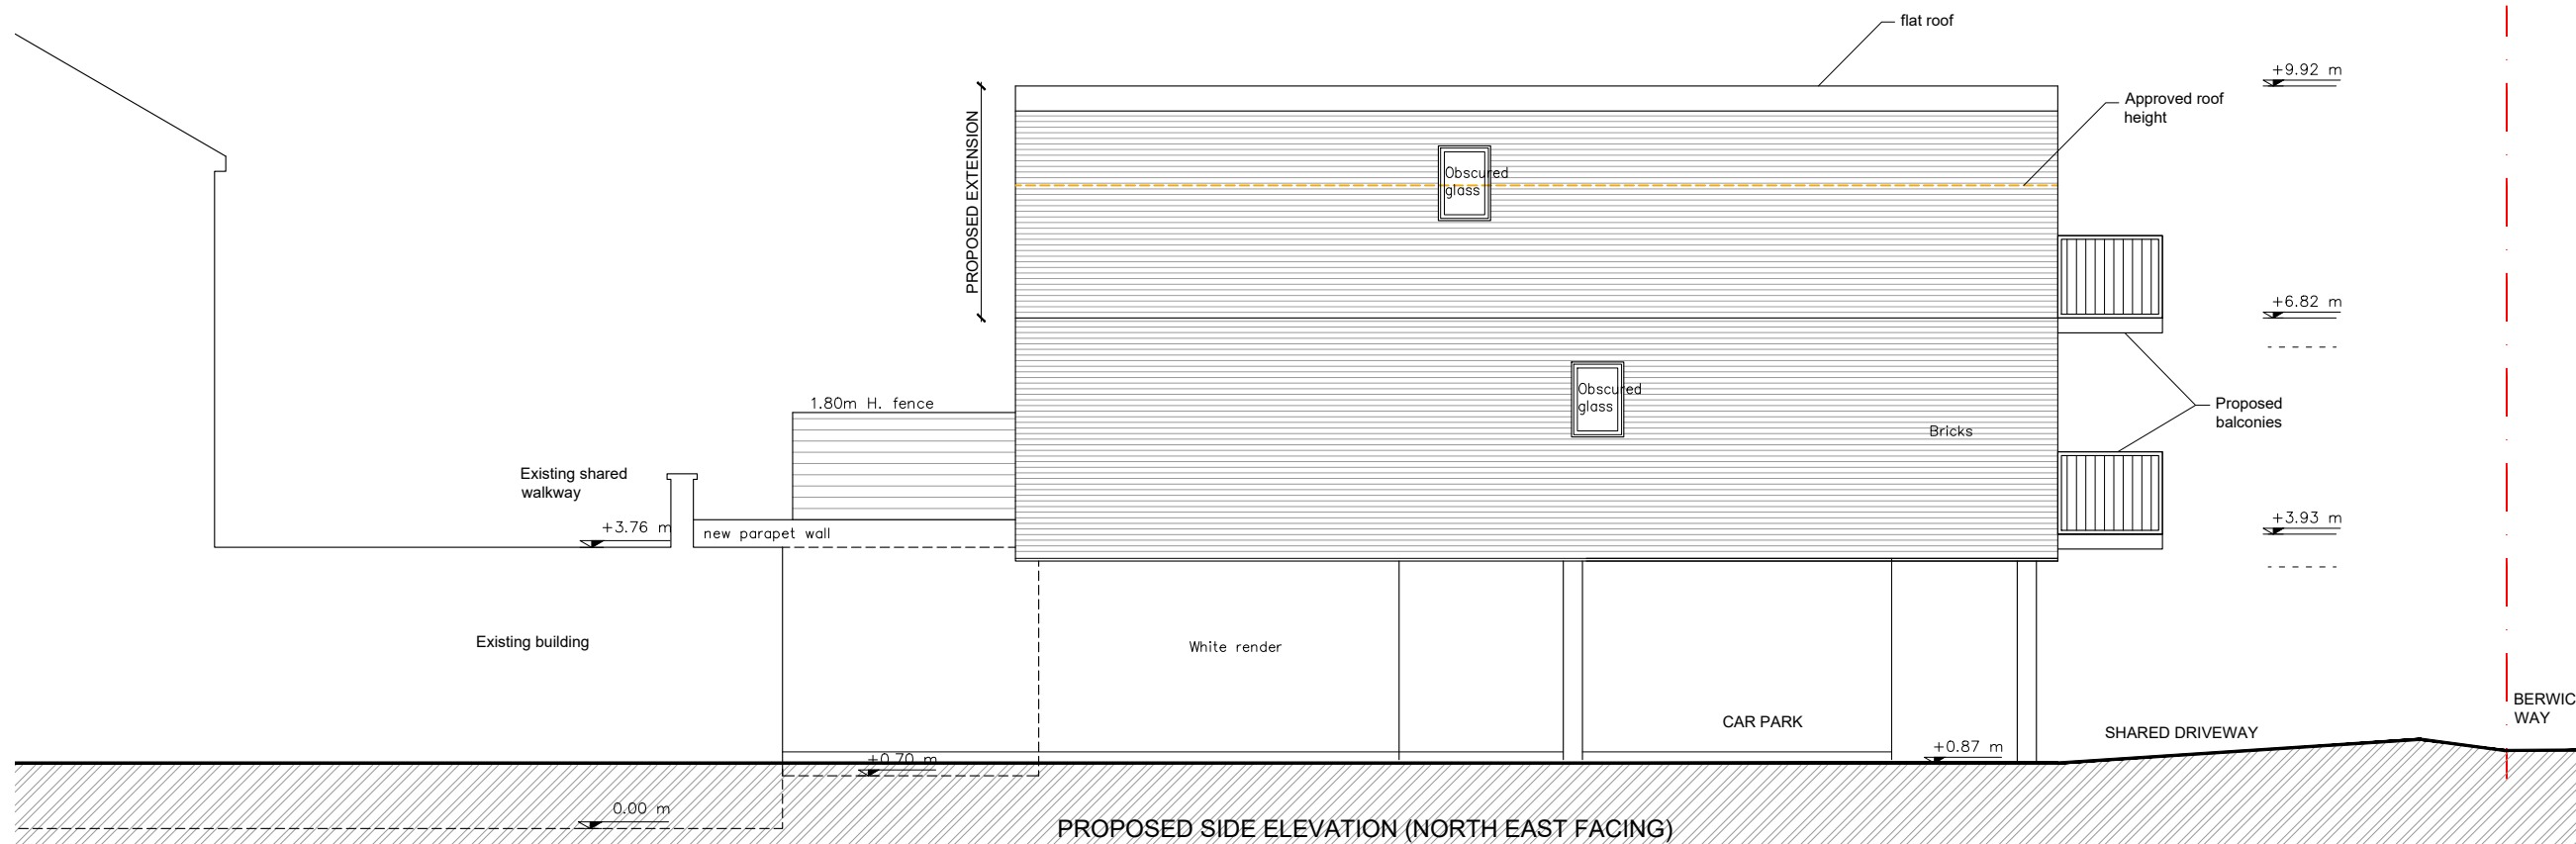 flat roof
+9.92 m
Approved roof
height
PROPOSED EXTENSION
Obscured
glass
+6.82 m
Obscured
glass
1.80m H. fence
Proposed
balconies
Bricks
Existing shared
walkway
+3.76 m
new parapet wall
+3.93 m
Existing building
White render
BERWIC
WAY
CAR PARK
SHARED DRIVEWAY
+0.70 m
+0.87 m
0.00 m
PROPOSED SIDE ELEVATION (NORTH EAST FACING)